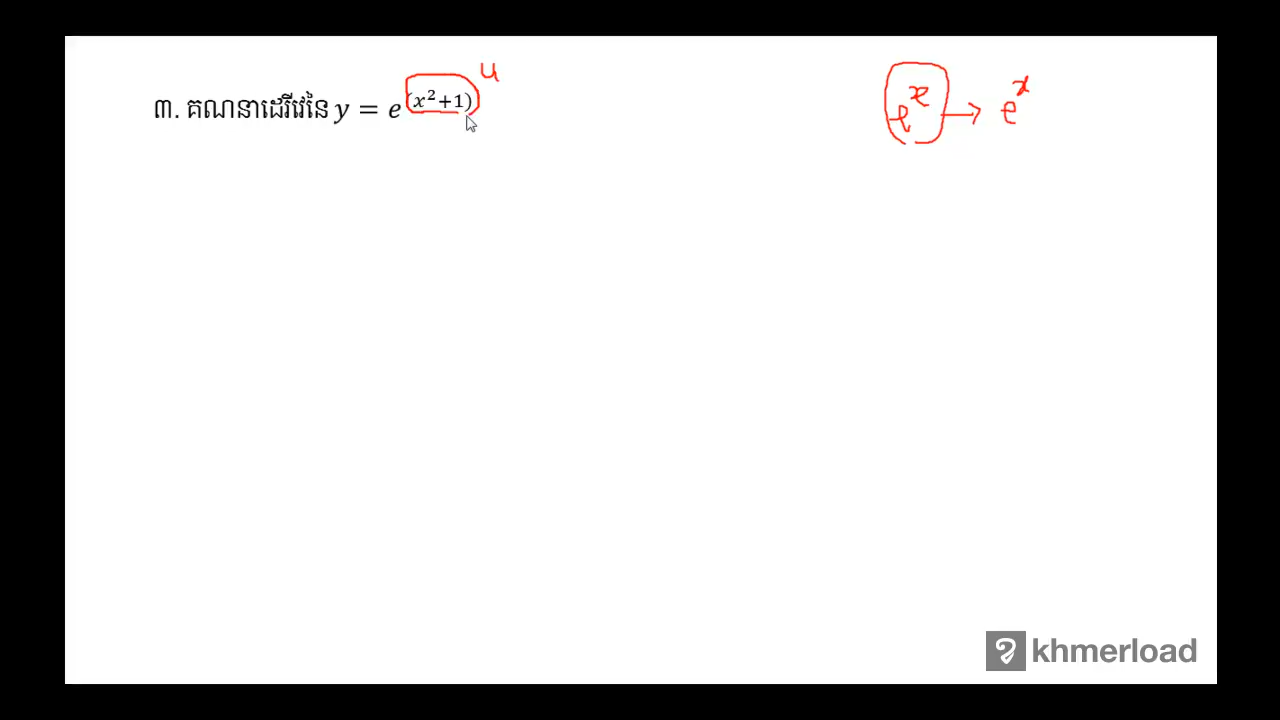 ៣. គណនាដេរីវេនៃ y = e^(x²+1) u
e^x → e^x
khmerload